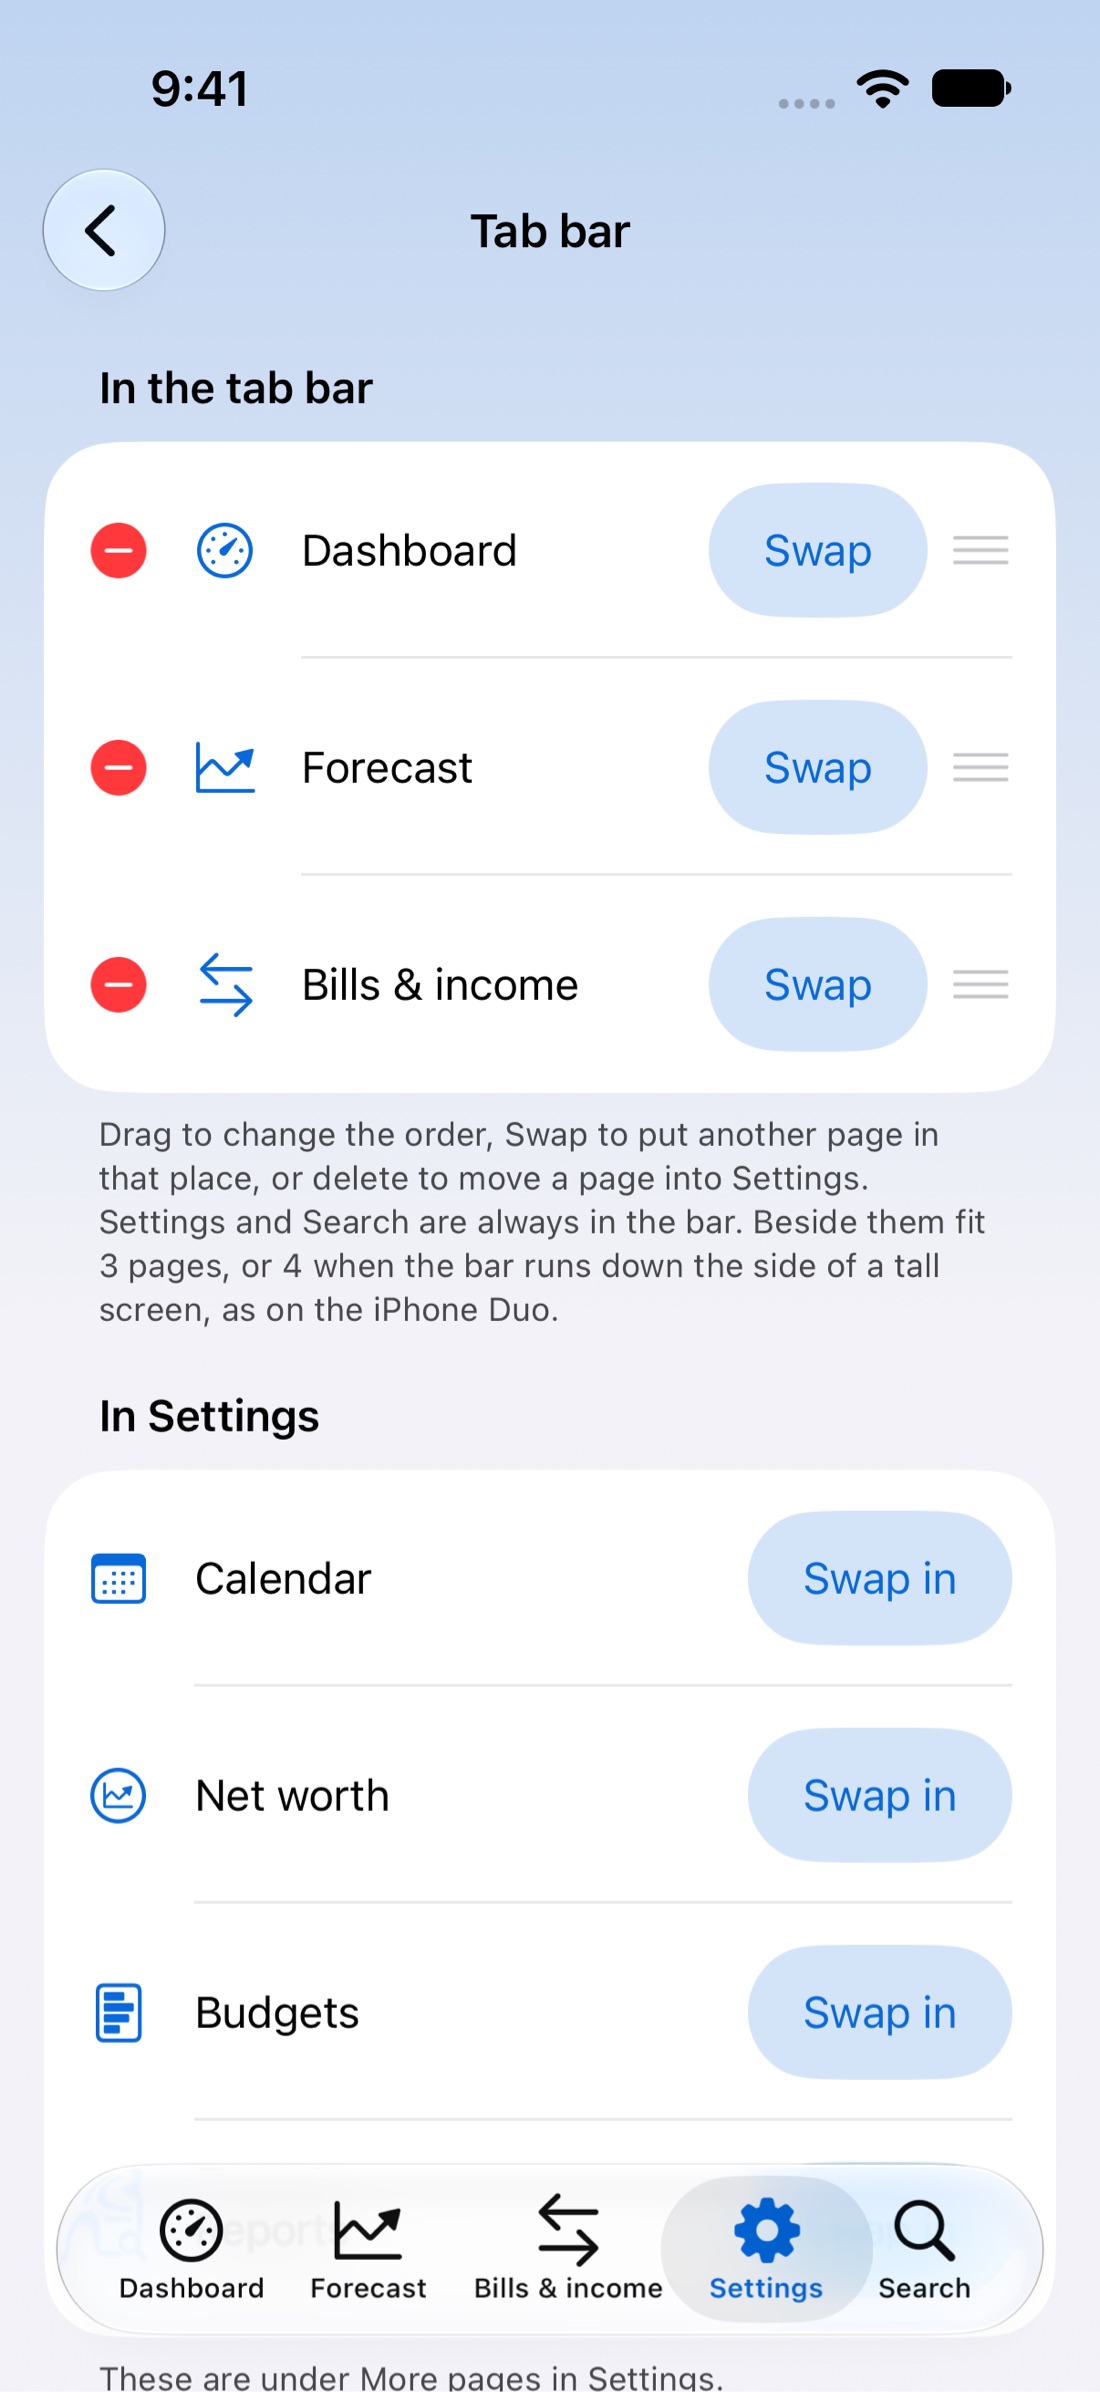 9:41
Tab bar
In the tab bar
Dashboard
Swap
Forecast
Swap
Bills & income
Swap
Drag to change the order, Swap to put another page in
that place, or delete to move a page into Settings.
Settings and Search are always in the bar. Beside them fit
3 pages, or 4 when the bar runs down the side of a tall
screen, as on the iPhone Duo.
In Settings
Calendar
Swap in
Net worth
Swap in
Budgets
Swap in
Dashboard
Forecast
Bills & income
Settings
Search
These are under More pages in Settings.